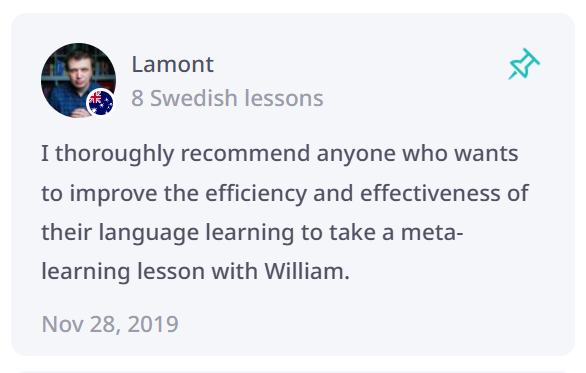 Lamont
8 Swedish lessons
I thoroughly recommend anyone who wants
to improve the efficiency and effectiveness of
their language learning to take a meta-
learning lesson with William.
Nov 28, 2019